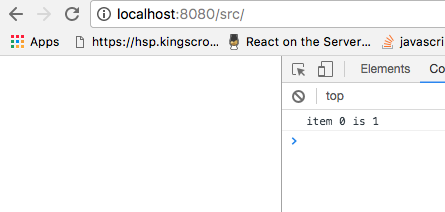 localhost:8080/src/
Apps https://hsp.kingscro... React on the Server... javascri
Elements Co
top
item 0 is 1